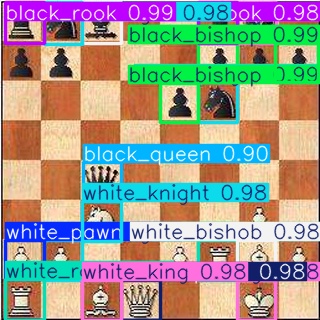 black_rook 0.99 0.98 ook 0.98
black_bishop 0.99
black_bishop 0.99
black_queen 0.90
white_knight 0.98
white_pawn white_bishob 0.98
white_r white_king 0.98 0.98 8